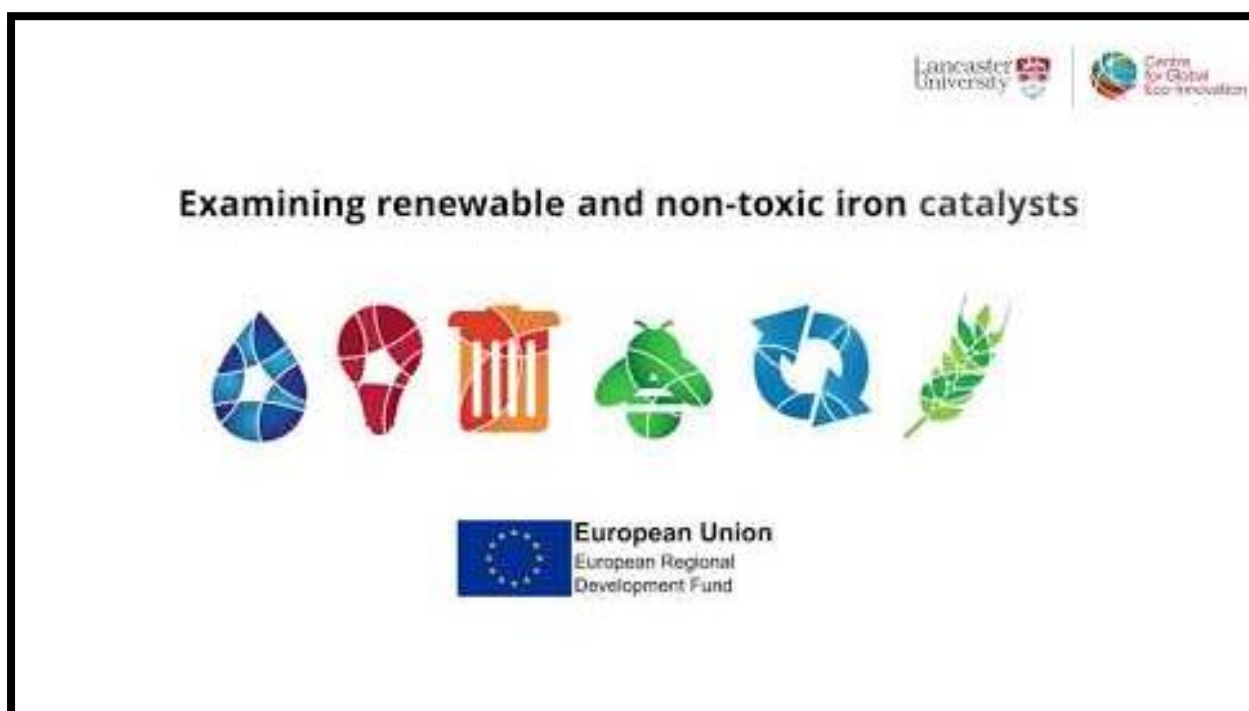 Lancaster
University
Centre
for Global
Eco-Innovation
Examining renewable and non-toxic iron catalysts
European Union
European Regional
Development Fund